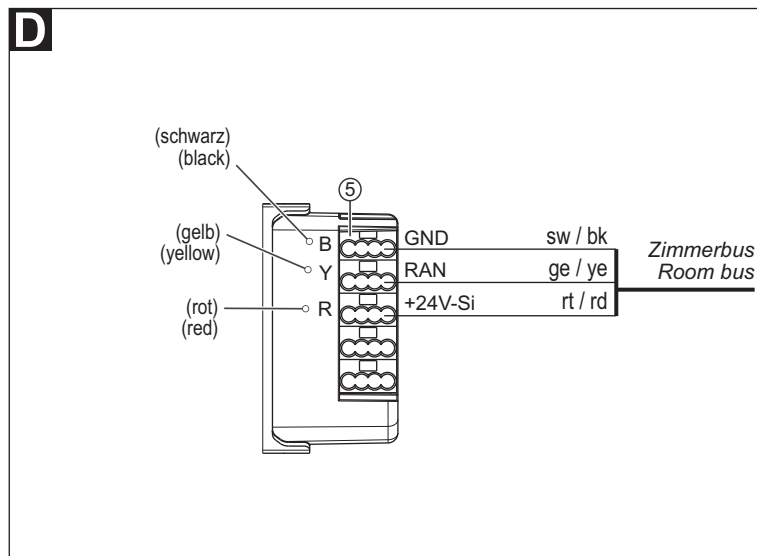 D
(schwarz)
(black)
(gelb)
(yellow)
(rot)
(red)
5
B
Y
R
GND
sw / bk
RAN
ge / ye
+24V-Si
rt / rd
Zimmerbus
Room bus